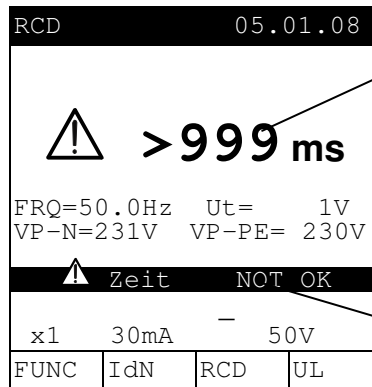 RCD 05.01.08
>999 ms
FRQ=50.0Hz Ut= 1V
VP-N=231V VP-PE= 230V
Zeit NOT OK
x1 30mA 50V
FUNC IdN RCD UL